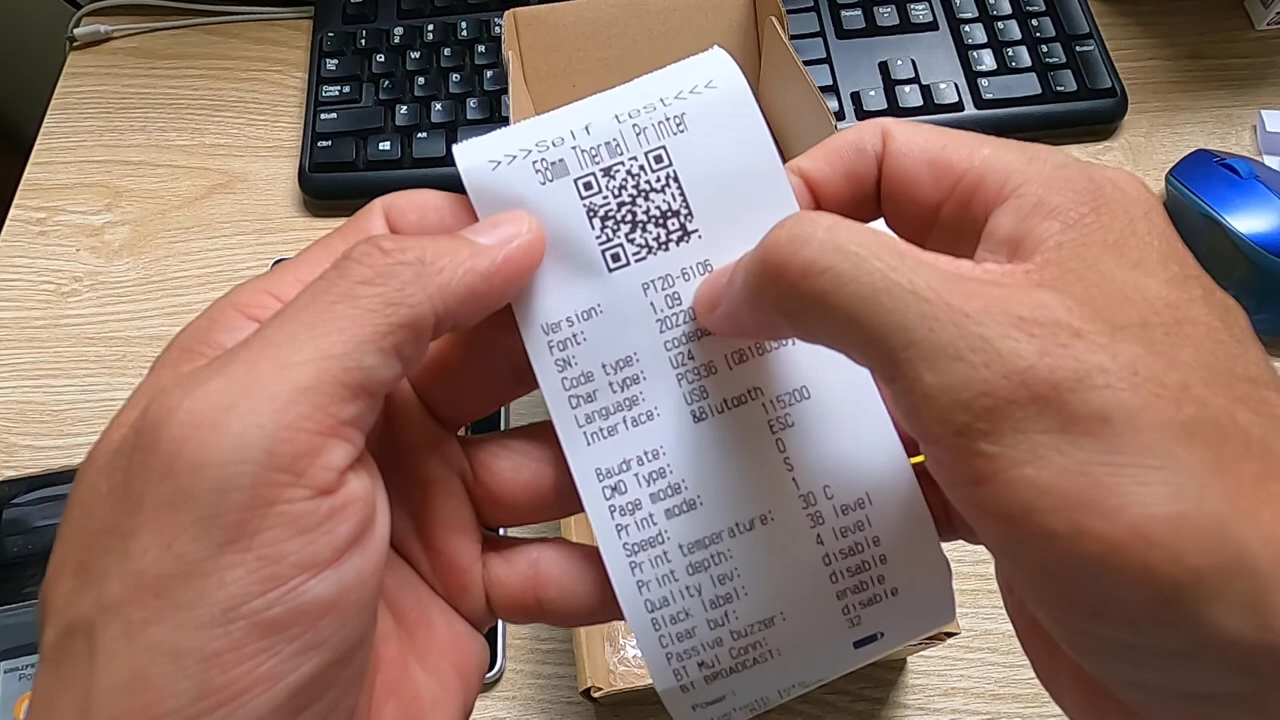 >>>Self test<<<
58mm Thermal Printer
Version: PT2D-6106
Font: 1.09
SN: 20220
Code type:
Char type: U24
Language: PC936 [GB18030]
Interface: USB
&Blutooth
Baudrate: 115200
CMD Type: ESC
Page mode: 0
Print mode: S
Speed: 1
Print temperature: 30 C
Print depth: 38 level
Quality lev: 4 level
Black label: disable
Clear buf: disable
Passive buzzer: enable
BT Mul Conn: disable
BT BROADCAST: 32
Power: